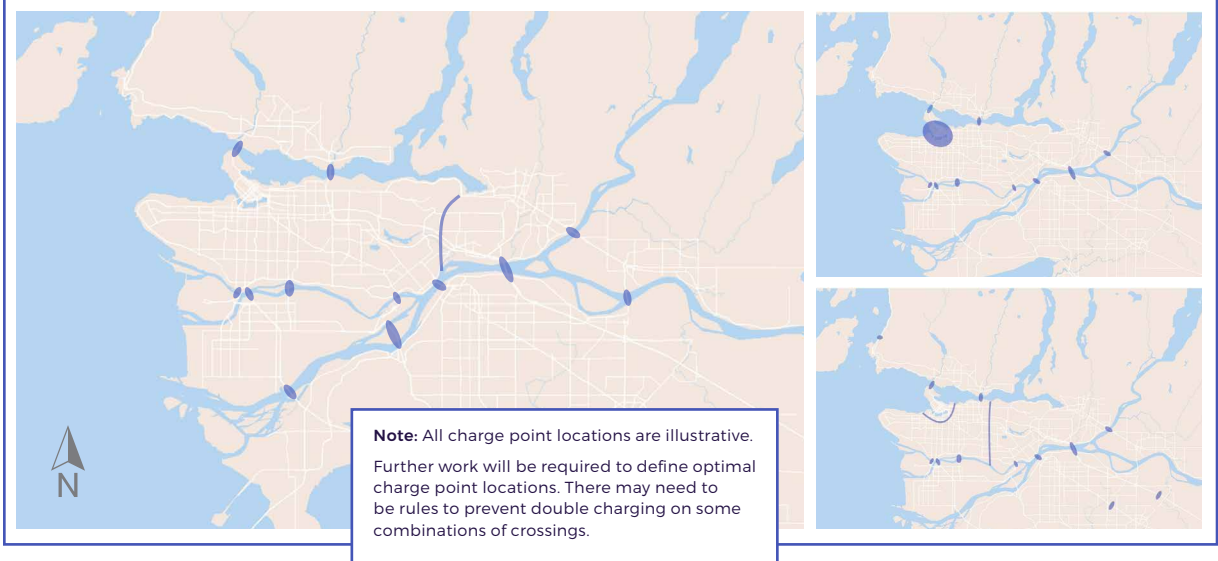 Note: All charge point locations are illustrative.
Further work will be required to define optimal
charge point locations. There may need to
be rules to prevent double charging on some
combinations of crossings.
N